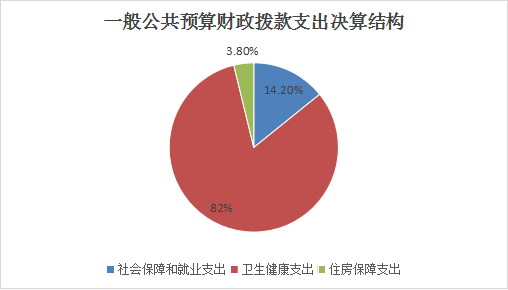 一般公共预算财政拨款支出决算结构
3.80%
14.20%
82%
社会保障和就业支出 卫生健康支出 住房保障支出